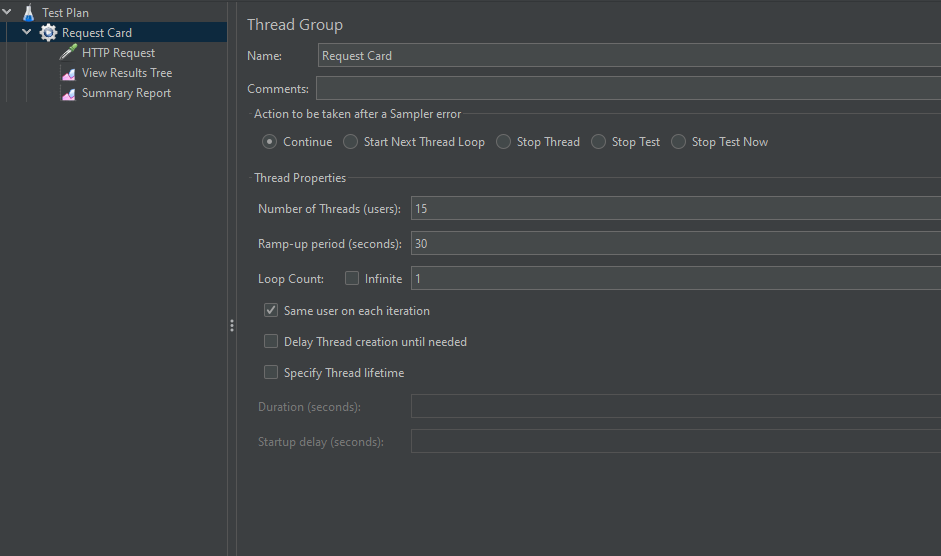 Test Plan
Request Card
HTTP Request
View Results Tree
Summary Report
Thread Group
Name: Request Card
Comments:
Action to be taken after a Sampler error
Continue Start Next Thread Loop Stop Thread Stop Test Stop Test Now
Thread Properties
Number of Threads (users): 15
Ramp-up period (seconds): 30
Loop Count: Infinite 1
Same user on each iteration
Delay Thread creation until needed
Specify Thread lifetime
Duration (seconds):
Startup delay (seconds):